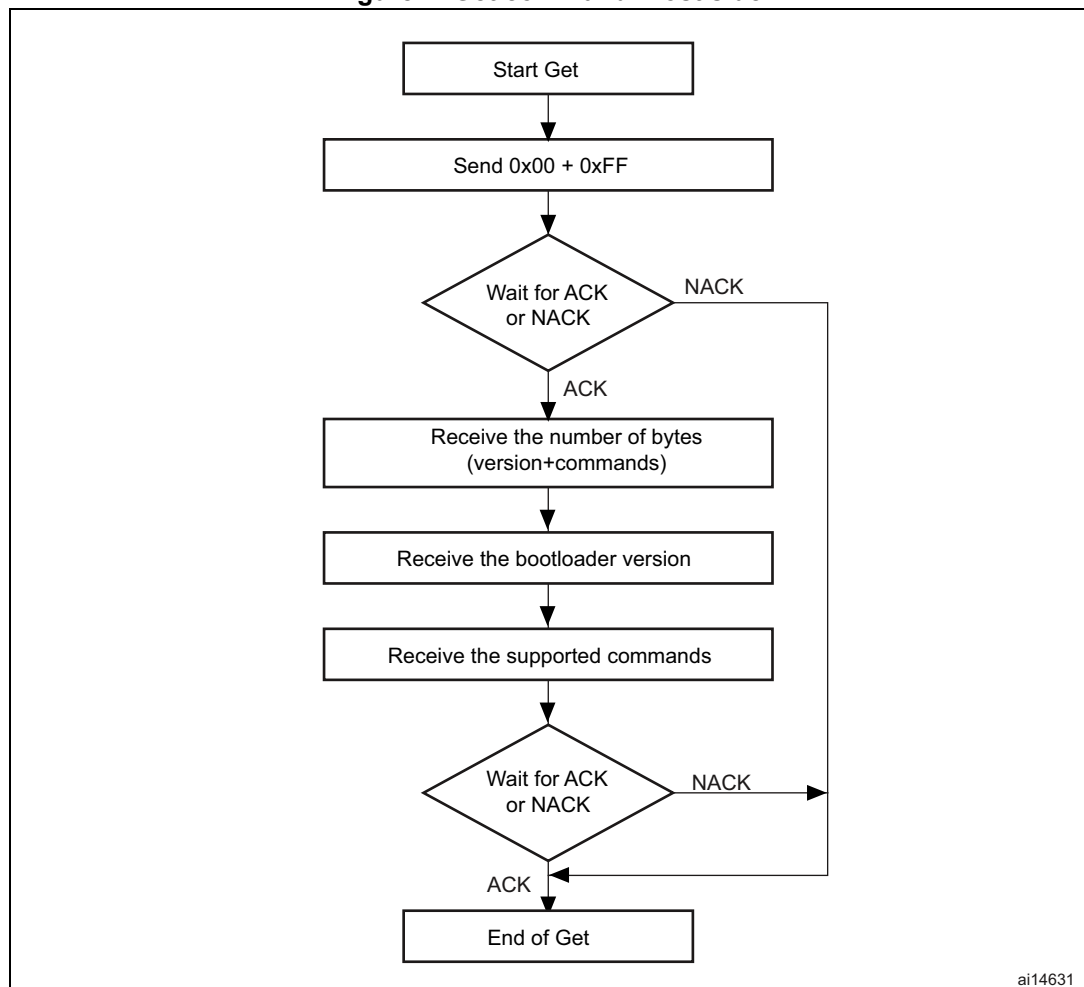 Start Get
Send 0x00 + 0xFF
Wait for ACK
or NACK
NACK
ACK
Receive the number of bytes
(version+commands)
Receive the bootloader version
Receive the supported commands
Wait for ACK
or NACK
NACK
ACK
End of Get
ai14631